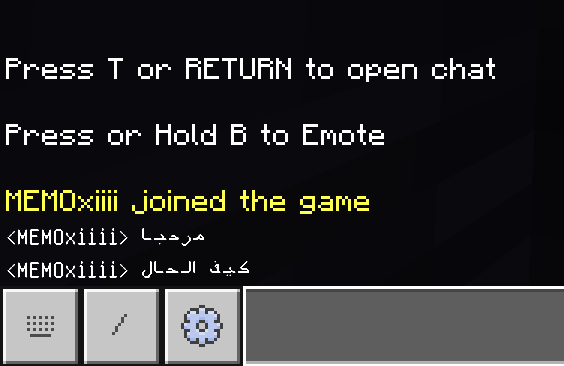 Press T or RETURN to open chat
Press or Hold B to Emote
MEMOxiiii joined the game
<MEMOxiiii> مرحبا
<MEMOxiiii> كيف الحال
/